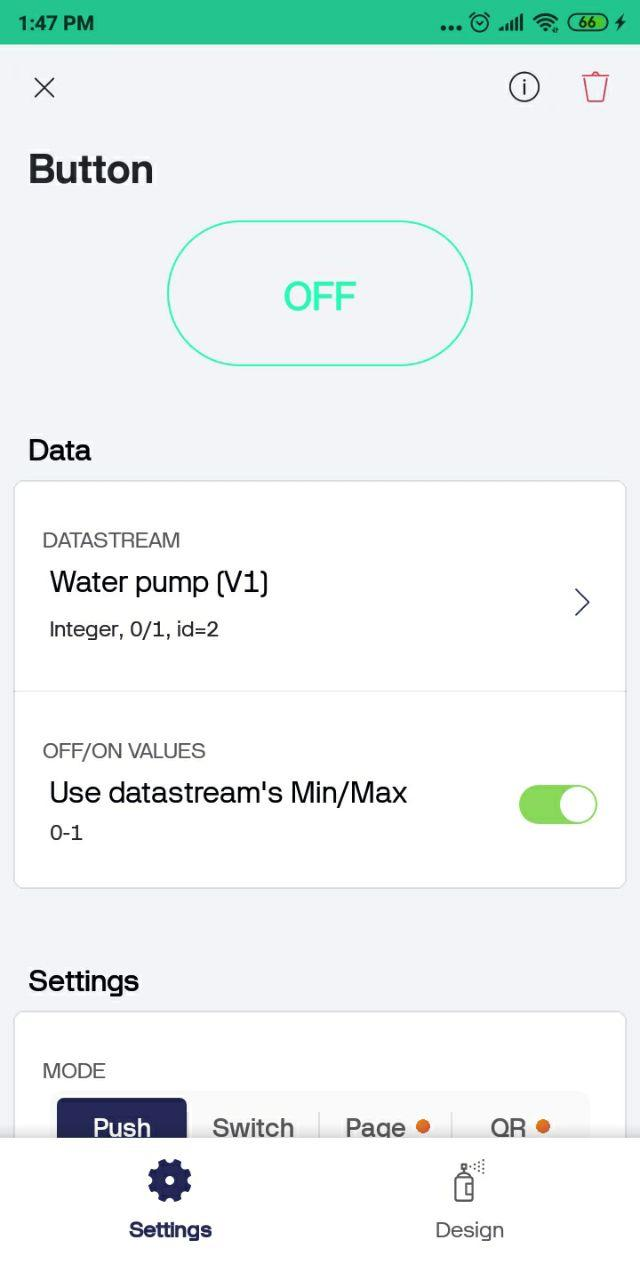 1:47 PM
66
Button
OFF
Data
DATASTREAM
Water pump (V1)
Integer, 0/1, id=2
OFF/ON VALUES
Use datastream's Min/Max
0-1
Settings
MODE
Push Switch Page QR
Settings Design